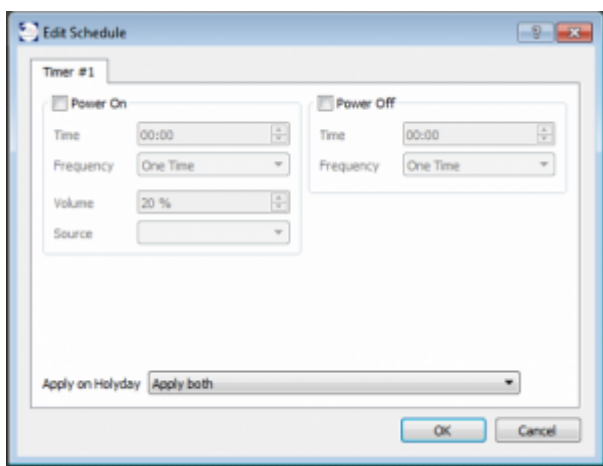 Edit Schedule
Timer #1
Power On
Time 00:00
Frequency One Time
Volume 20 %
Source
Power Off
Time 00:00
Frequency One Time
Apply on Holyday Apply both
OK Cancel